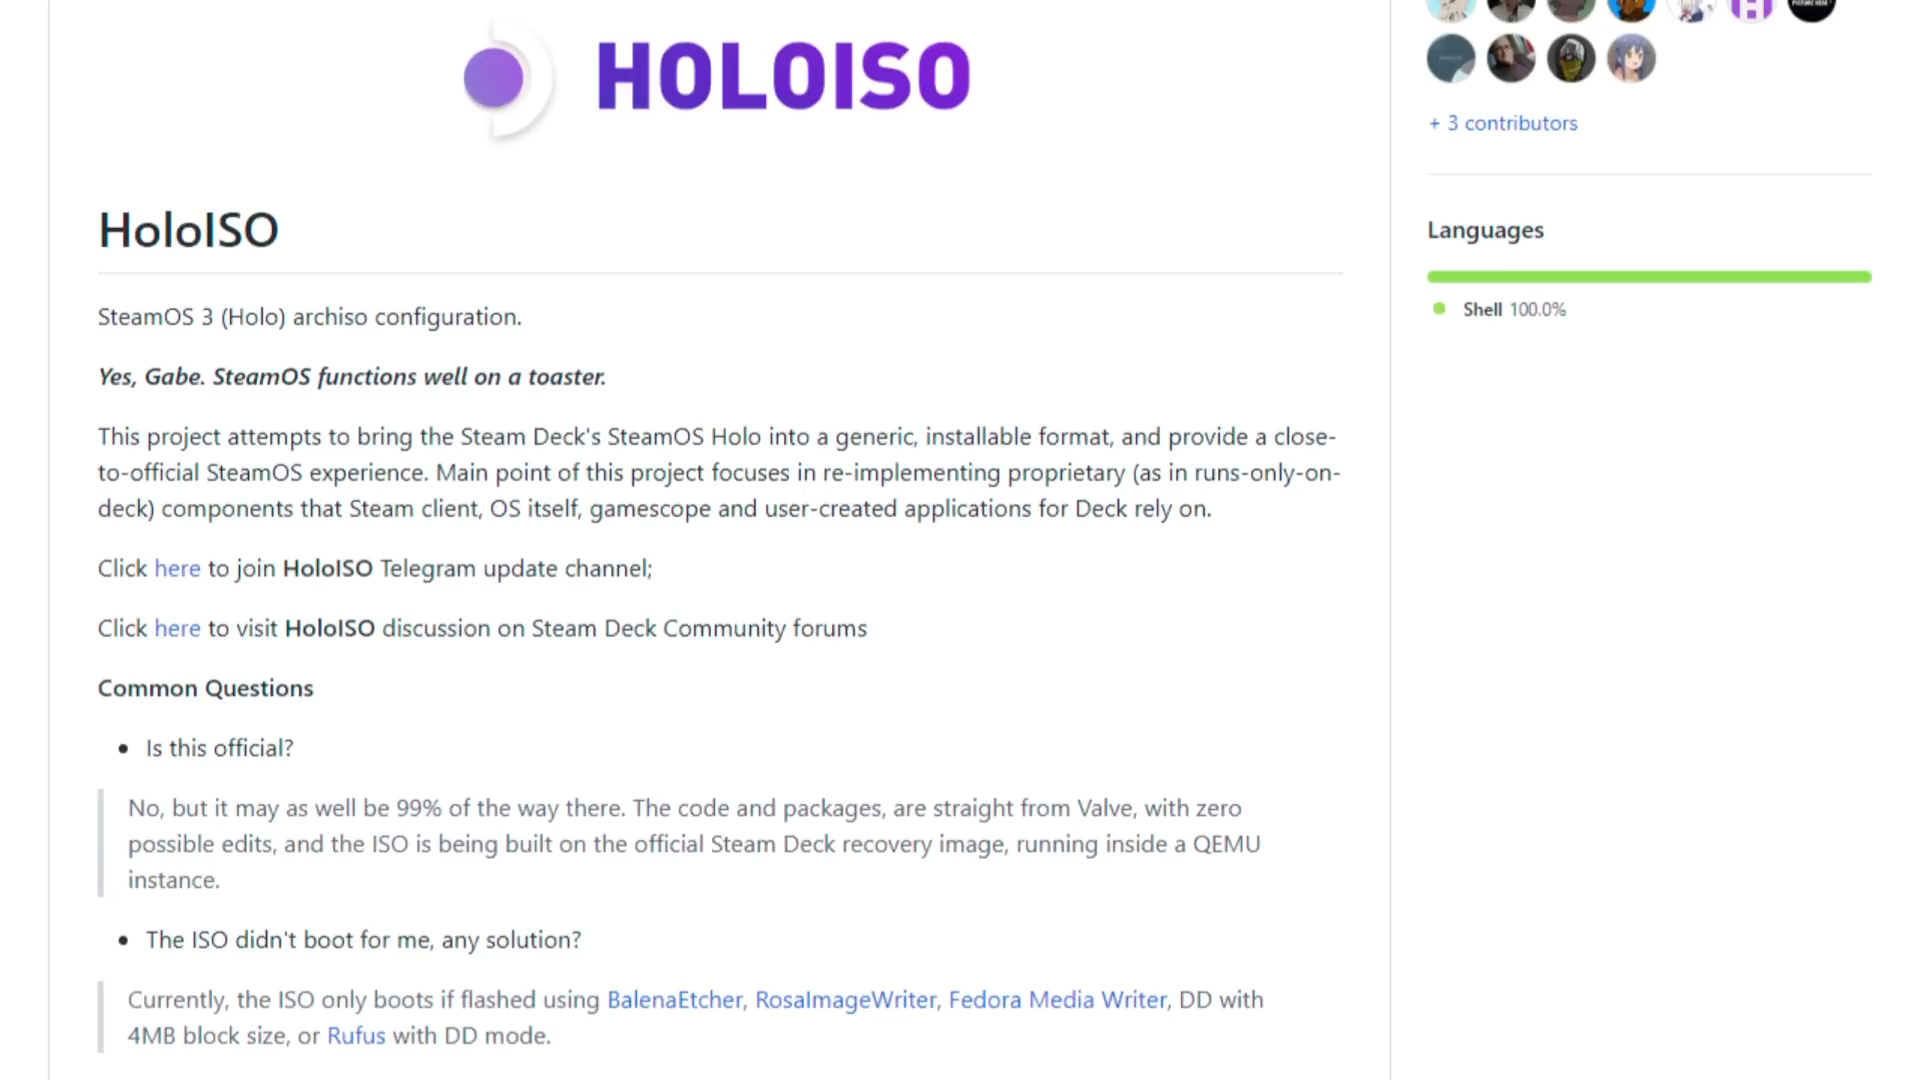 HOLOISO
HoloISO
SteamOS 3 (Holo) archiso configuration.
Yes, Gabe. SteamOS functions well on a toaster.
This project attempts to bring the Steam Deck's SteamOS Holo into a generic, installable format, and provide a close-
to-official SteamOS experience. Main point of this project focuses in re-implementing proprietary (as in runs-only-on-
deck) components that Steam client, OS itself, gamescope and user-created applications for Deck rely on.
Click here to join HoloISO Telegram update channel;
Click here to visit HoloISO discussion on Steam Deck Community forums
Common Questions
• Is this official?
No, but it may as well be 99% of the way there. The code and packages, are straight from Valve, with zero
possible edits, and the ISO is being built on the official Steam Deck recovery image, running inside a QEMU
instance.
• The ISO didn't boot for me, any solution?
Currently, the ISO only boots if flashed using BalenaEtcher, RosaImageWriter, Fedora Media Writer, DD with
4MB block size, or Rufus with DD mode.
+ 3 contributors
Languages
Shell 100.0%